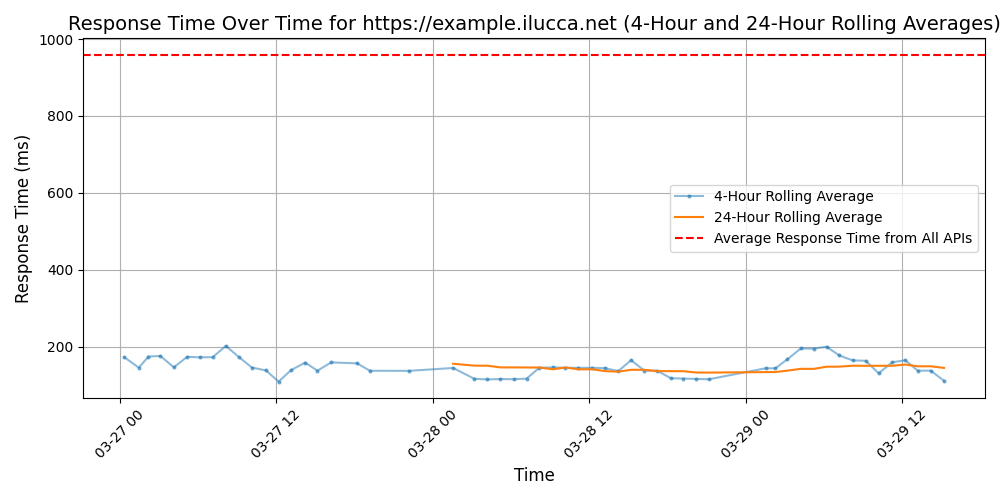 Response Time Over Time for https://example.ilucca.net (4-Hour and 24-Hour Rolling Averages)
Response Time (ms)
1000
800
600
400
200
4-Hour Rolling Average
24-Hour Rolling Average
Average Response Time from All APIs
03-27 00
03-27 12
03-28 00
03-28 12
03-29 00
03-29 12
Time